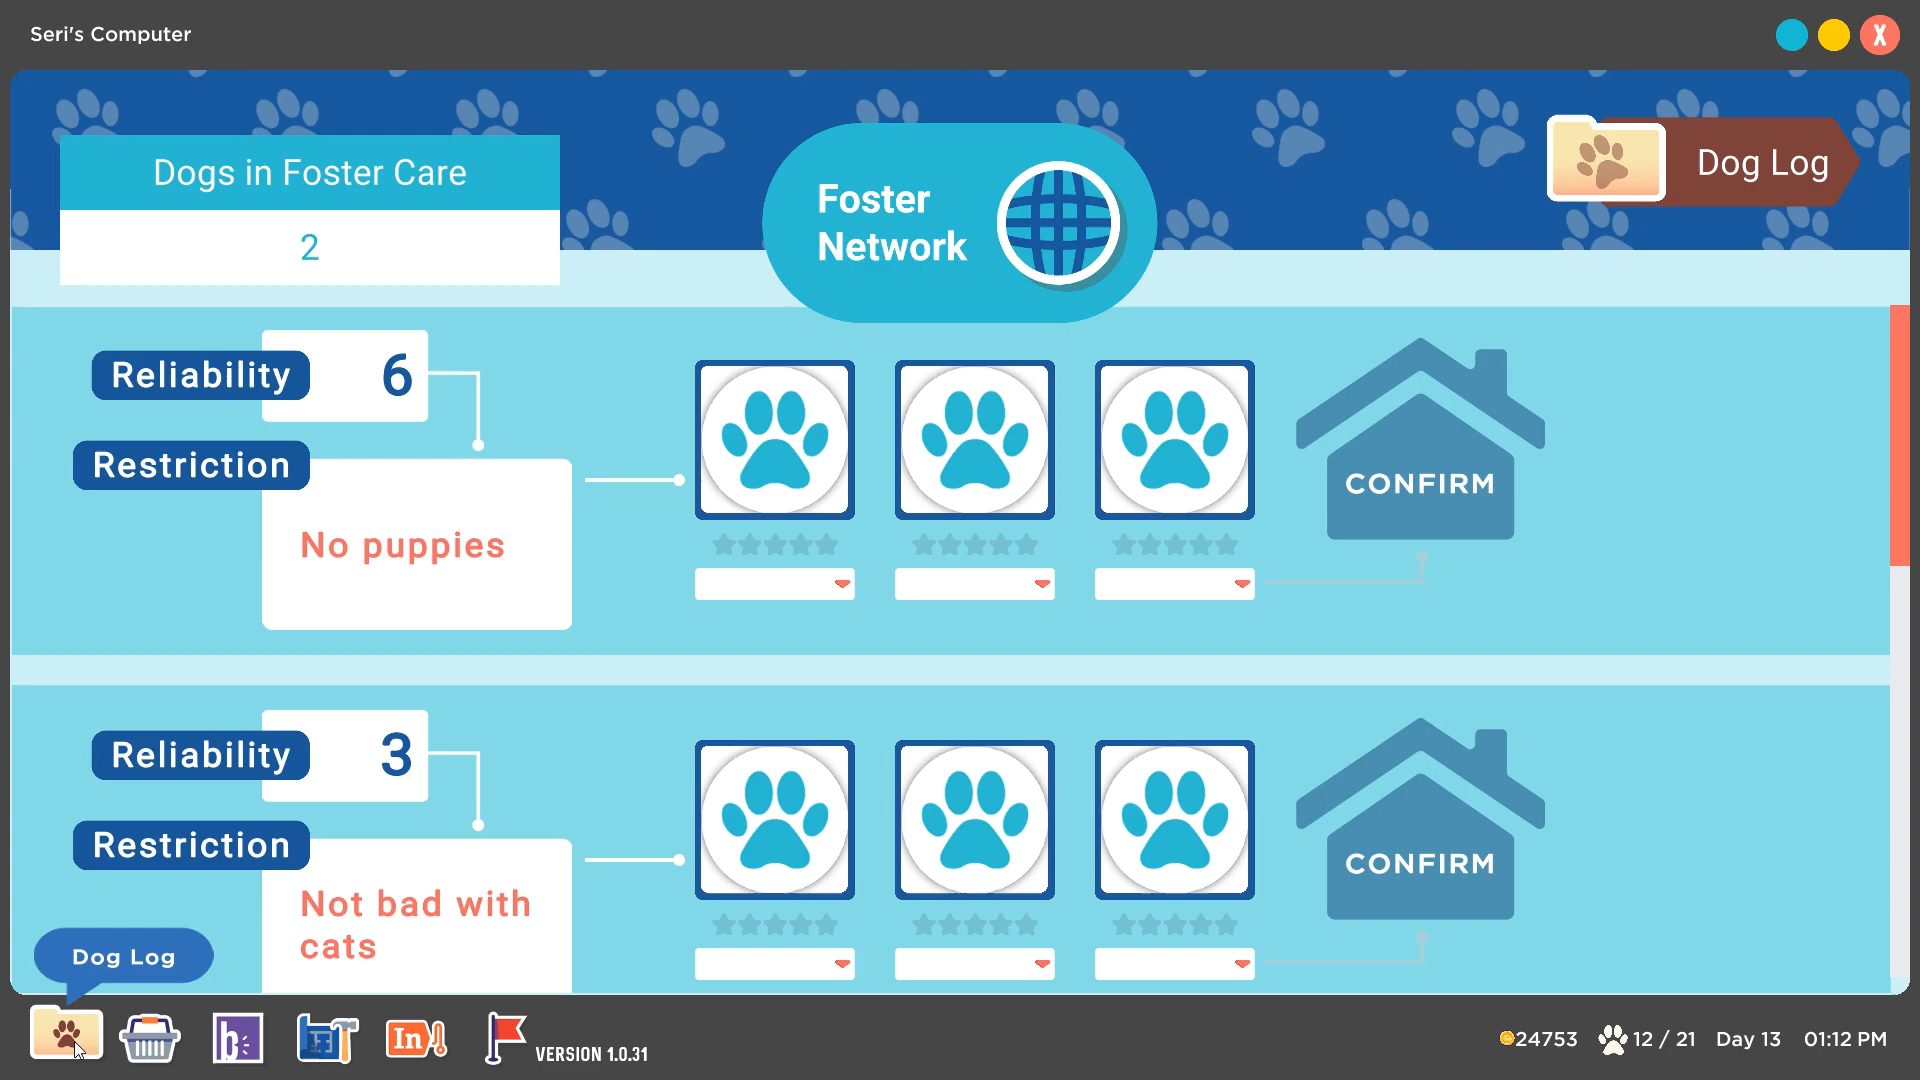 Seri's Computer
X
Dogs in Foster Care
2
Foster
Network
Dog Log
Reliability
6
Restriction
No puppies
CONFIRM
Reliability
3
Restriction
Not bad with
cats
CONFIRM
Dog Log
b
In
VERSION 1.0.31
24753
12 / 21
Day 13
01:12 PM